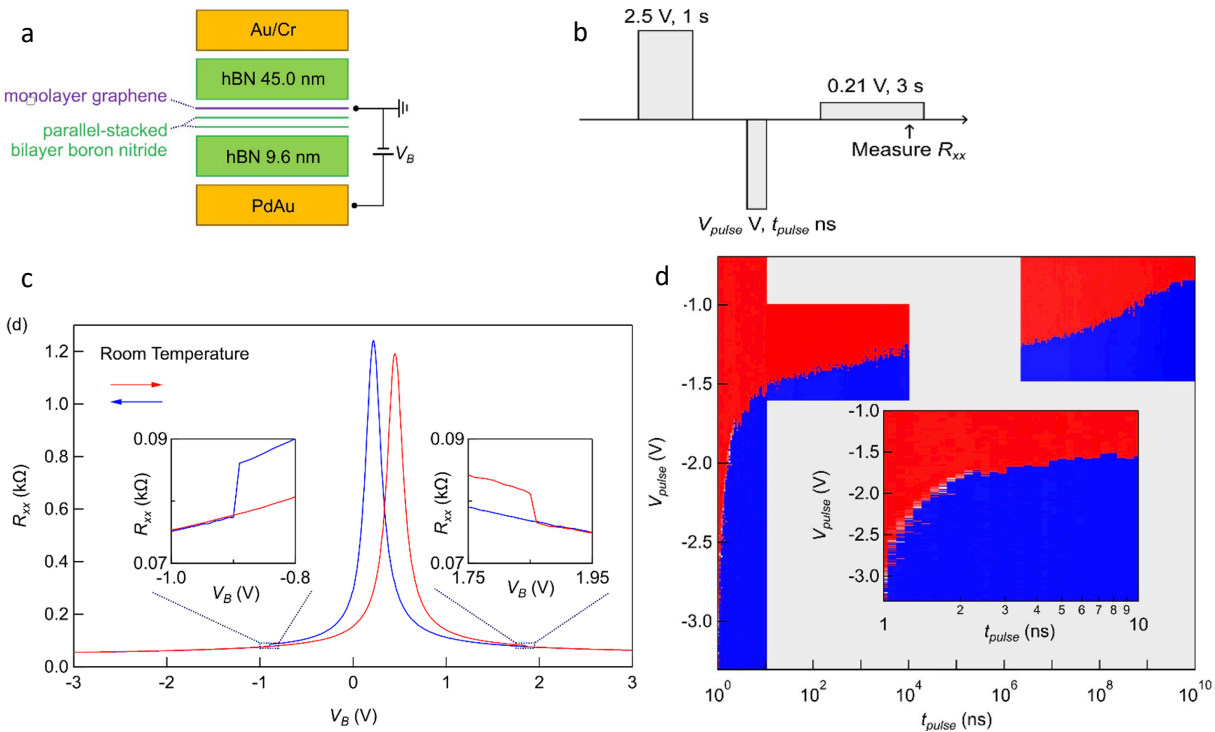 a
Au/Cr
hBN 45.0 nm
monolayer graphene
parallel-stacked
bilayer boron nitride
hBN 9.6 nm
PdAu
V_B
b
2.5 V, 1 s
0.21 V, 3 s
Measure R_xx
V_pulse V, t_pulse ns
c
(d)
Room Temperature
R_xx (kΩ)
1.2
1.0
0.8
0.6
0.4
0.2
0.0
-3
-2
-1
0
1
2
3
V_B (V)
0.09
0.07
R_xx (kΩ)
-1.0
-0.8
V_B (V)
0.09
0.07
R_xx (kΩ)
1.75
1.95
V_B (V)
d
V_pulse (V)
-1.0
-1.5
-2.0
-2.5
-3.0
10^0
10^2
10^4
10^6
10^8
10^10
t_pulse (ns)
V_pulse (V)
-1.0
-1.5
-2.0
-2.5
-3.0
1
2
3
4
5
6
7
8
9
10
t_pulse (ns)